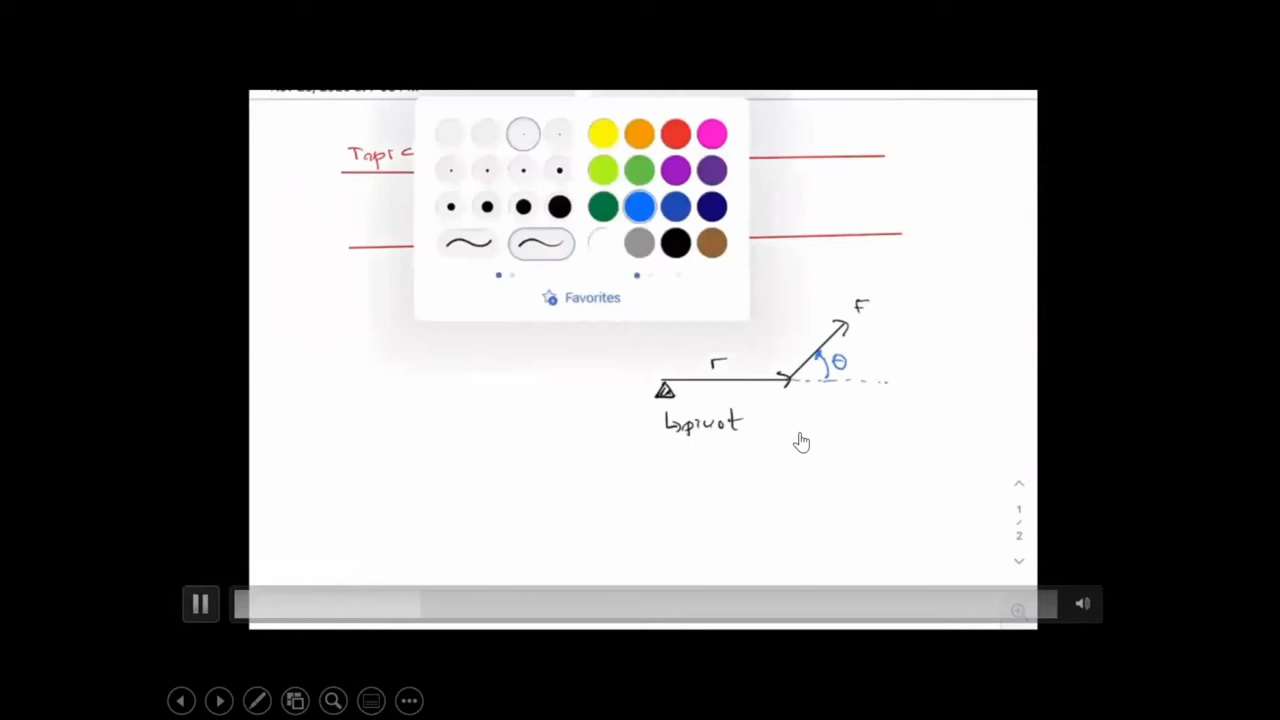 Topic
Favorites
F
r
θ
↳pivot
1
/
2